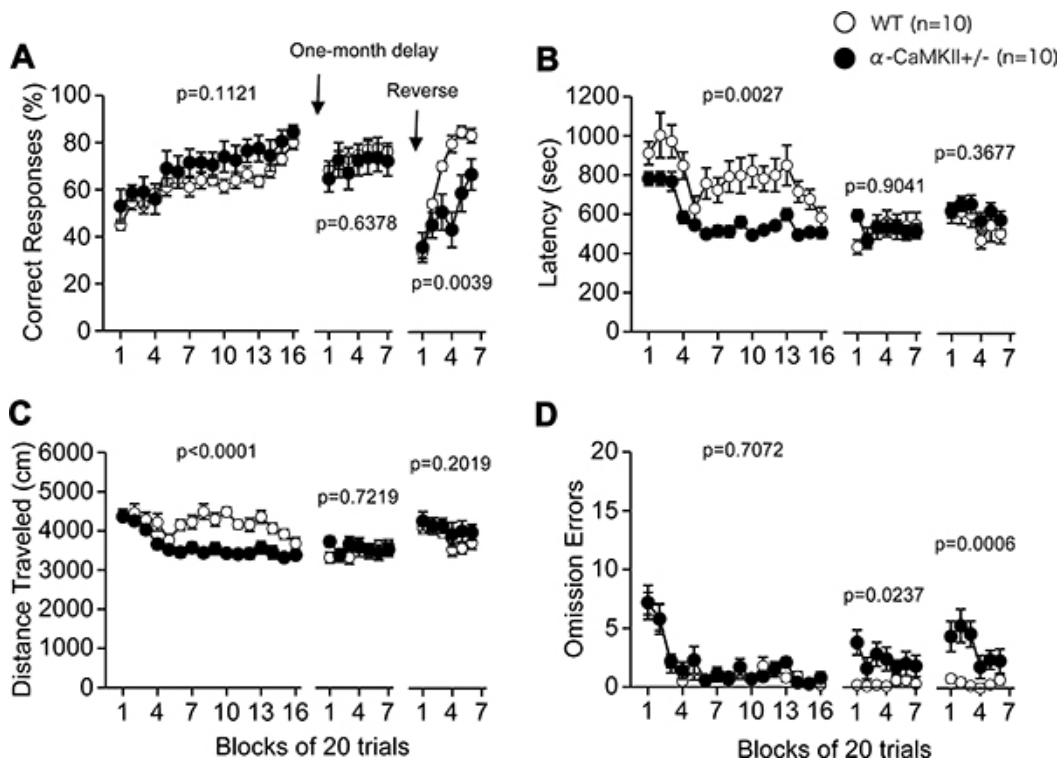 WT (n=10)
α-CaMKII+/- (n=10)
A
One-month delay
Reverse
Correct Responses (%)
100
80
60
40
20
0
p=0.1121
p=0.6378
p=0.0039
1 4 7 10 13 16 1 4 7 1 4 7
B
Latency (sec)
1200
1000
800
600
400
200
0
p=0.0027
p=0.9041
p=0.3677
1 4 7 10 13 16 1 4 7 1 4 7
C
Distance Traveled (cm)
6000
5000
4000
3000
2000
1000
0
p<0.0001
p=0.7219
p=0.2019
1 4 7 10 13 16 1 4 7 1 4 7
Blocks of 20 trials
D
Omission Errors
20
15
10
5
0
p=0.7072
p=0.0237
p=0.0006
1 4 7 10 13 16 1 4 7 1 4 7
Blocks of 20 trials